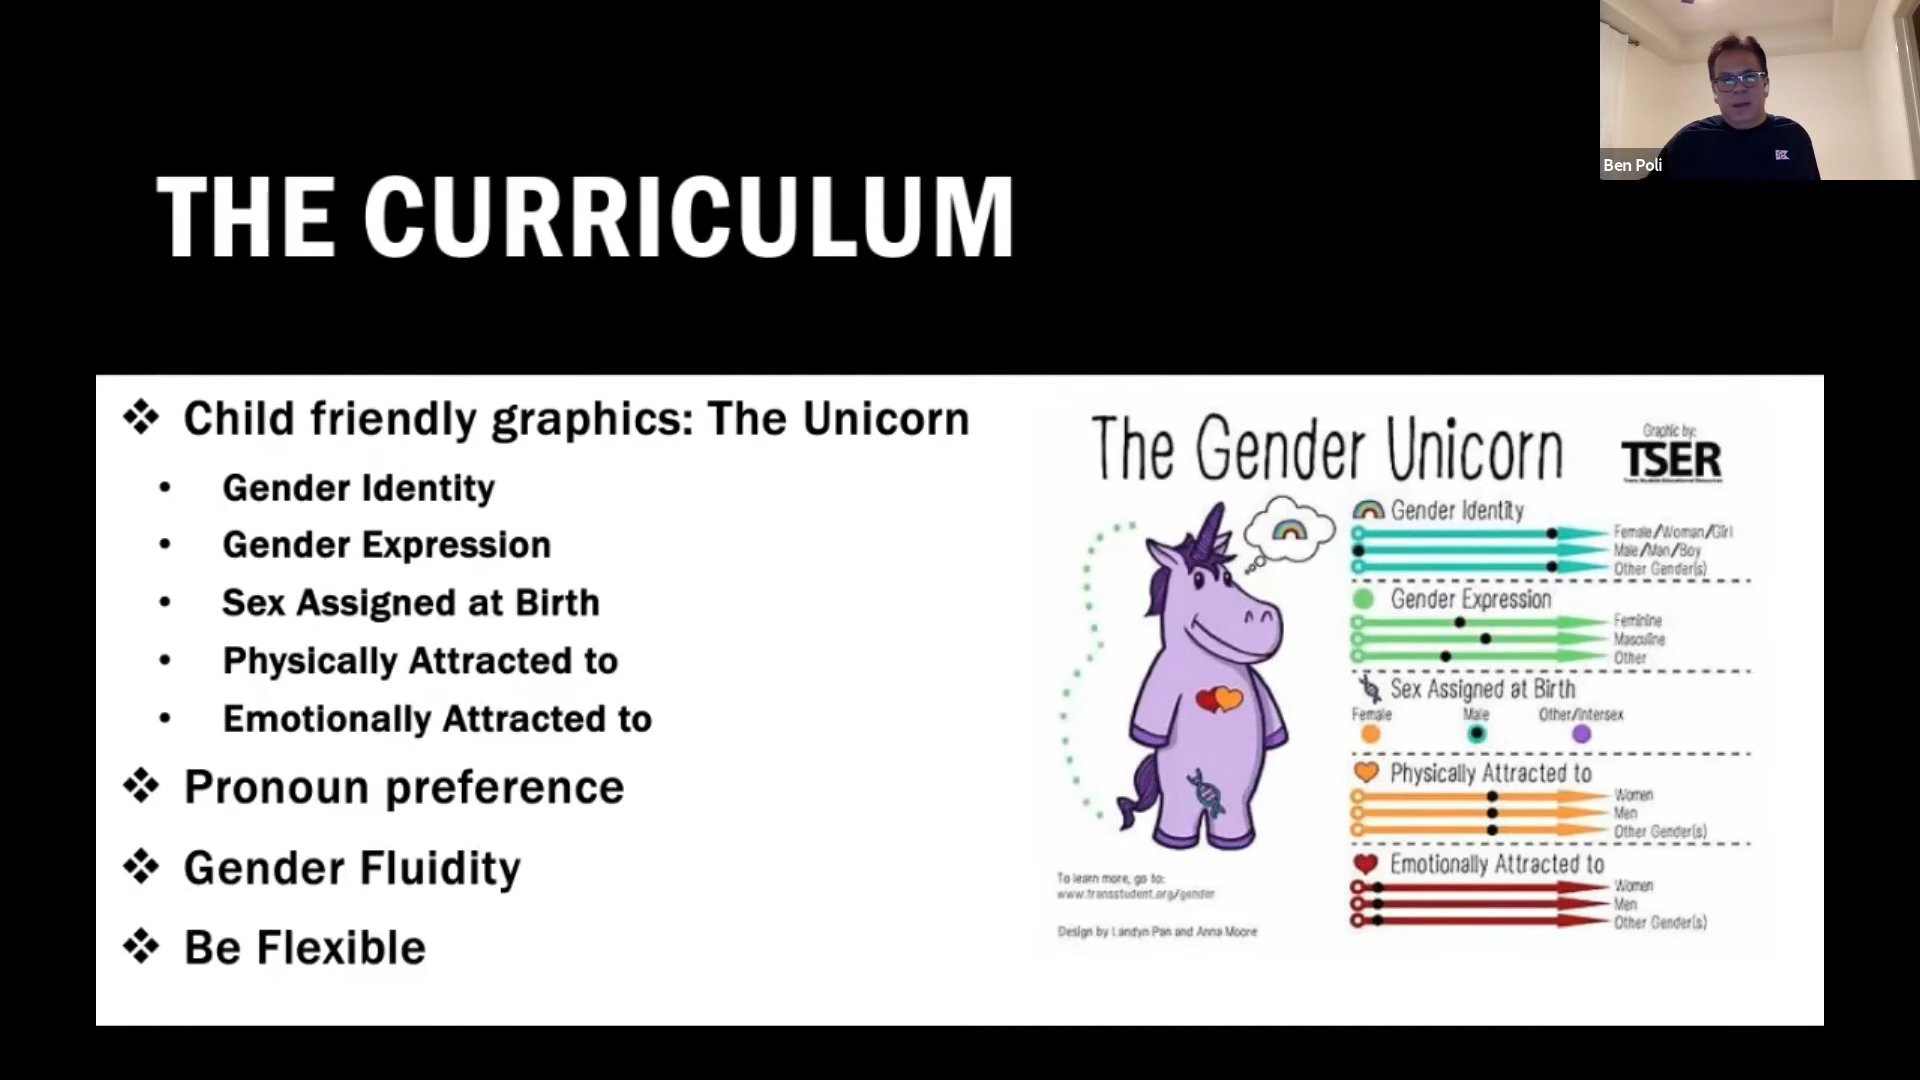 Ben Poli
THE CURRICULUM
❖ Child friendly graphics: The Unicorn
• Gender Identity
• Gender Expression
• Sex Assigned at Birth
• Physically Attracted to
• Emotionally Attracted to
❖ Pronoun preference
❖ Gender Fluidity
❖ Be Flexible
The Gender Unicorn
Graphic by:
TSER
Trans Student Educational Resources
Gender Identity
Female/Woman/Girl
Male/Man/Boy
Other Gender(s)
Gender Expression
Feminine
Masculine
Other
Sex Assigned at Birth
Female Male Other/Intersex
Physically Attracted to
Women
Men
Other Gender(s)
Emotionally Attracted to
Women
Men
Other Gender(s)
To learn more, go to:
www.transstudent.org/gender
Design by Landyn Pan and Anna Moore